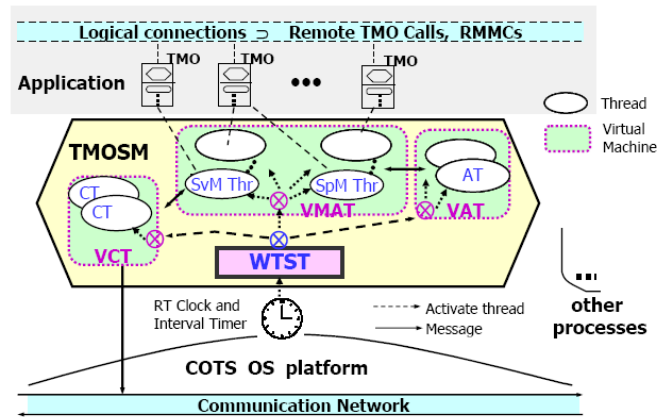 Logical connections ⊃ Remote TMO Calls, RMMCs
TMO
TMO
TMO
Application
•••
Thread
Virtual
Machine
TMOSM
CT
CT
SvM Thr
SpM Thr
AT
VMAT
VAT
VCT
WTST
RT Clock and
Interval Timer
Activate thread
Message
...
other
processes
COTS OS platform
Communication Network